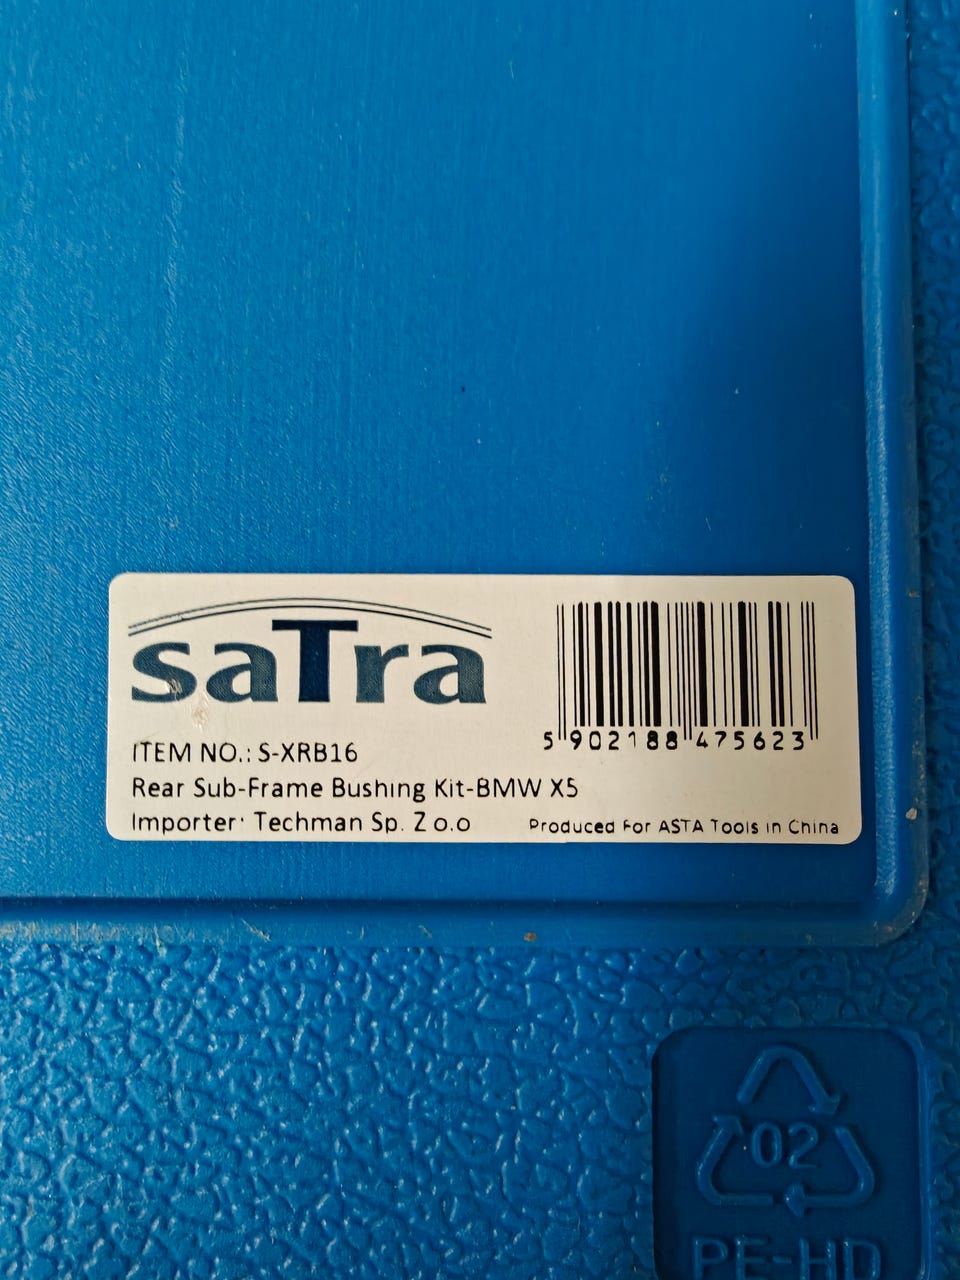 saTra
ITEM NO.: S-XRB16
Rear Sub-Frame Bushing Kit-BMW X5
Importer: Techman Sp. Z o.o
5 902188 475623
Produced For ASTA Tools in China
02
PE-HD